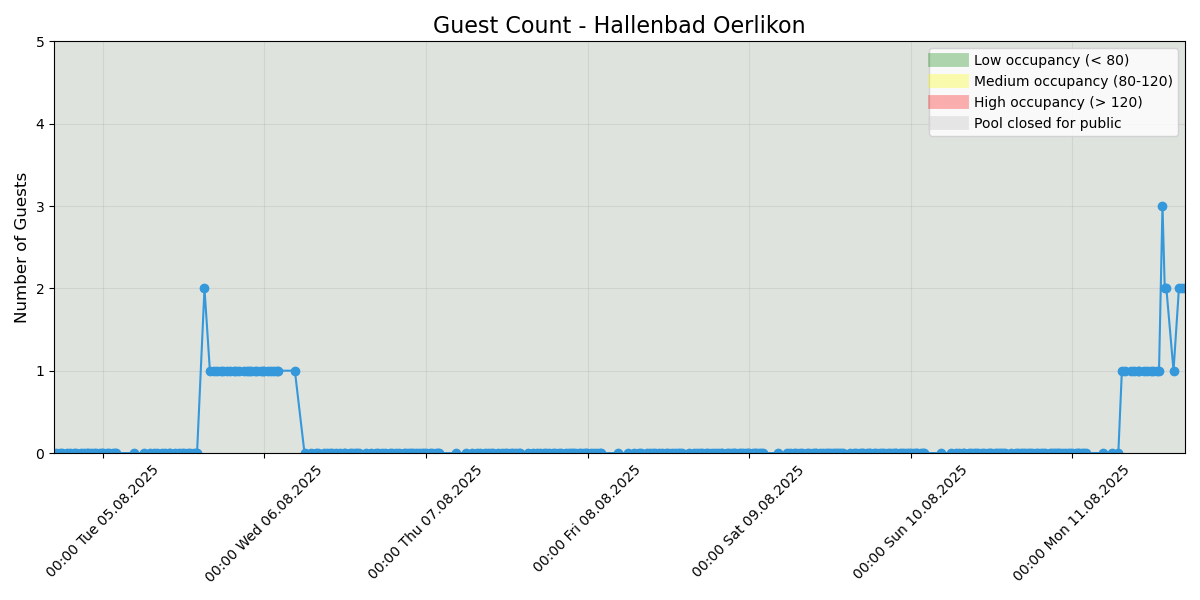 Guest Count - Hallenbad Oerlikon
Number of Guests
5
4
3
2
1
0
Low occupancy (< 80)
Medium occupancy (80-120)
High occupancy (> 120)
Pool closed for public
00:00 Tue 05.08.2025
00:00 Wed 06.08.2025
00:00 Thu 07.08.2025
00:00 Fri 08.08.2025
00:00 Sat 09.08.2025
00:00 Sun 10.08.2025
00:00 Mon 11.08.2025